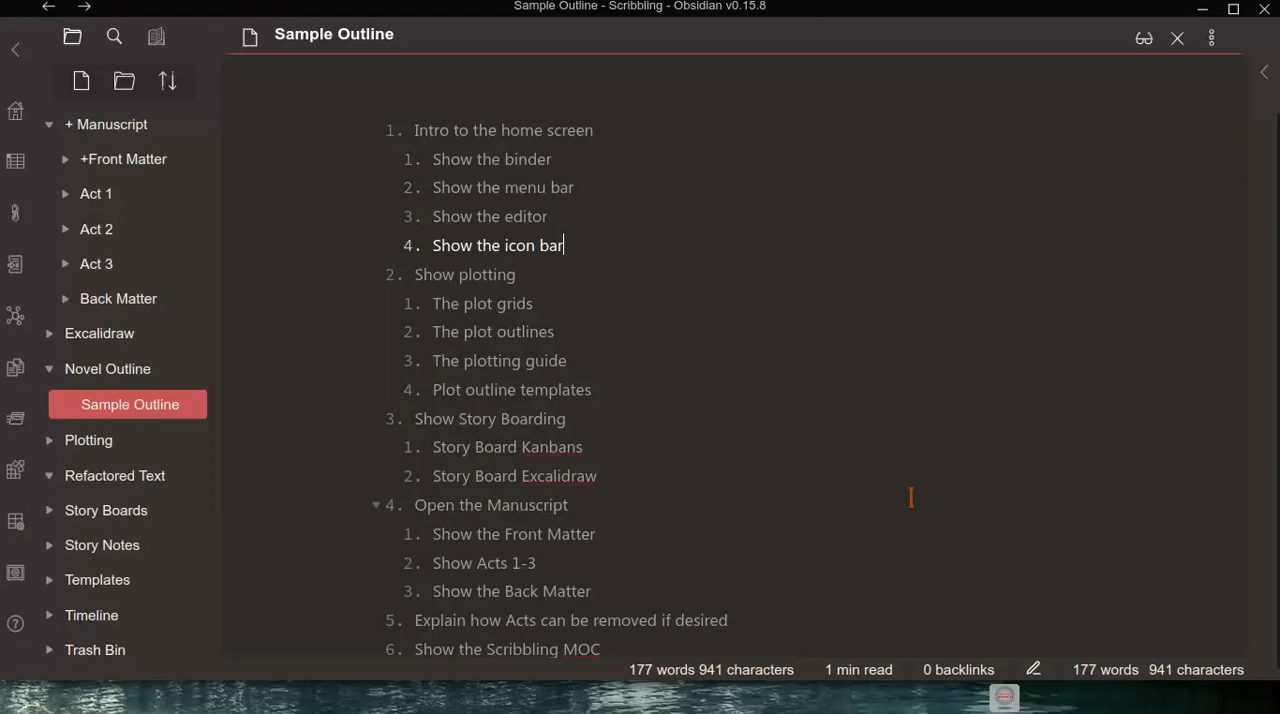 Sample Outline - Scribbling - Obsidian v0.15.8
Sample Outline
+ Manuscript
+Front Matter
Act 1
Act 2
Act 3
Back Matter
Excalidraw
Novel Outline
Sample Outline
Plotting
Refactored Text
Story Boards
Story Notes
Templates
Timeline
Trash Bin
1. Intro to the home screen
1. Show the binder
2. Show the menu bar
3. Show the editor
4. Show the icon bar
2. Show plotting
1. The plot grids
2. The plot outlines
3. The plotting guide
4. Plot outline templates
3. Show Story Boarding
1. Story Board Kanbans
2. Story Board Excalidraw
4. Open the Manuscript
1. Show the Front Matter
2. Show Acts 1-3
3. Show the Back Matter
5. Explain how Acts can be removed if desired
6. Show the Scribbling MOC
177 words 941 characters 1 min read 0 backlinks 177 words 941 characters